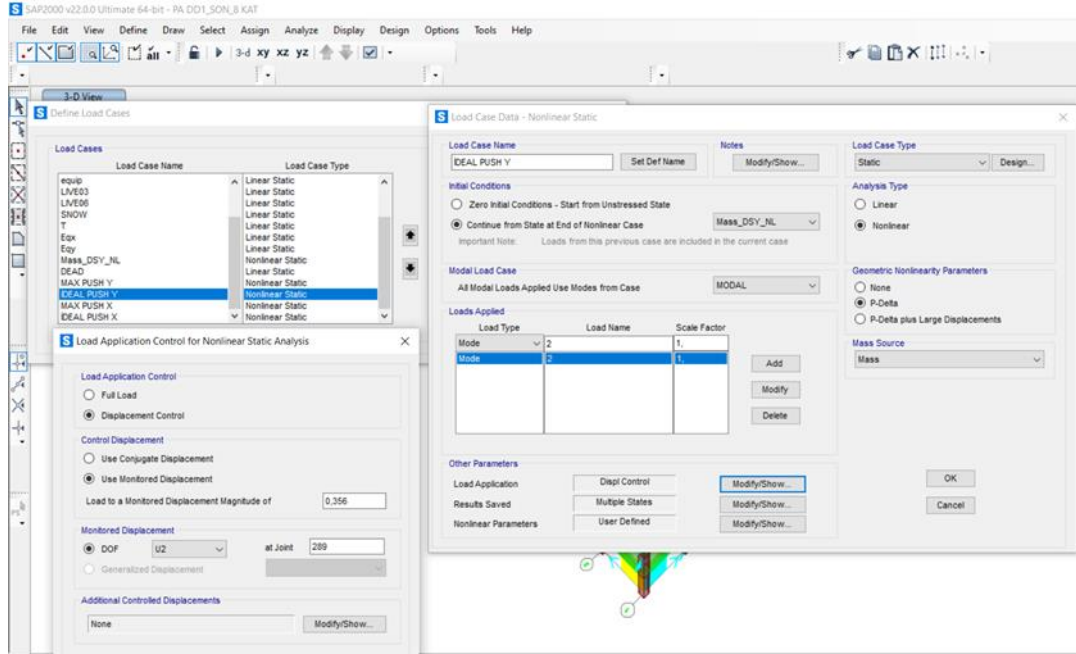 SAP2000 v22.0.0 Ultimate 64-bit - PA DD1_SON_8 KAT
File Edit View Define Draw Select Assign Analyze Display Design Options Tools Help
all 3-d xy xz yz
3-D View
Define Load Cases
Load Cases
Load Case Name Load Case Type
equip Linear Static
LIVE03 Linear Static
LIVE06 Linear Static
SNOW Linear Static
T Linear Static
Eqx Linear Static
Eqy Linear Static
Mass_DSY_NL Nonlinear Static
DEAD Linear Static
MAX PUSH Y Nonlinear Static
IDEAL PUSH Y Nonlinear Static
MAX PUSH X Nonlinear Static
IDEAL PUSH X Nonlinear Static
Load Application Control for Nonlinear Static Analysis
Load Application Control
Full Load
Displacement Control
Control Displacement
Use Conjugate Displacement
Use Monitored Displacement
Load to a Monitored Displacement Magnitude of 0,356
Monitored Displacement
DOF U2 at Joint 289
Generalized Displacement
Additional Controlled Displacements
None Modify/Show...
Load Case Data - Nonlinear Static
Load Case Name
IDEAL PUSH Y Set Def Name
Notes
Modify/Show...
Load Case Type
Static Design...
Initial Conditions
Zero Initial Conditions - Start from Unstressed State
Continue from State at End of Nonlinear Case Mass_DSY_NL
Important Note: Loads from this previous case are included in the current case
Analysis Type
Linear
Nonlinear
Modal Load Case
All Modal Loads Applied Use Modes from Case MODAL
Geometric Nonlinearity Parameters
None
P-Delta
P-Delta plus Large Displacements
Loads Applied
Load Type Load Name Scale Factor
Mode 2 1,
Mode 2 1,
Add
Modify
Delete
Mass Source
Mass
Other Parameters
Load Application Displ Control Modify/Show...
Results Saved Multiple States Modify/Show...
Nonlinear Parameters User Defined Modify/Show...
OK
Cancel